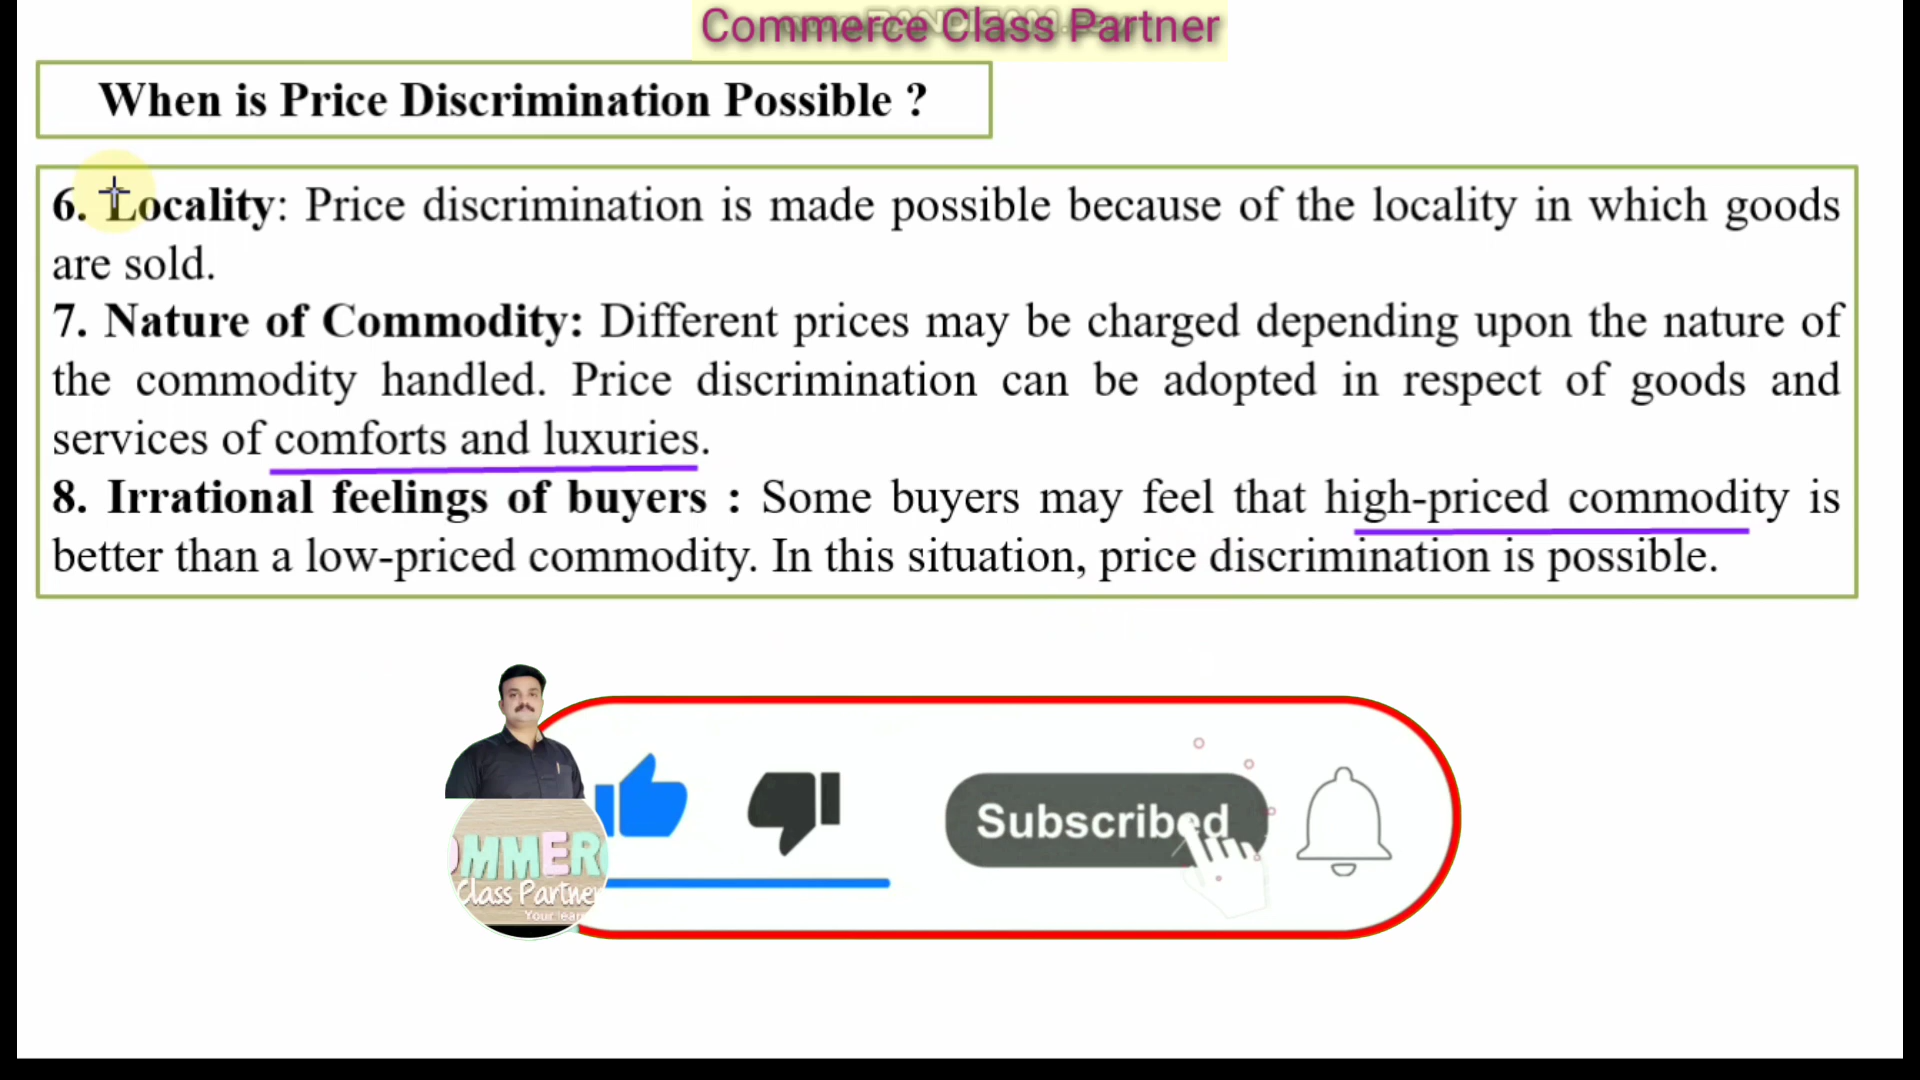 Commerce Class Partner
When is Price Discrimination Possible ?
6. Locality: Price discrimination is made possible because of the locality in which goods
are sold.
7. Nature of Commodity: Different prices may be charged depending upon the nature of
the commodity handled. Price discrimination can be adopted in respect of goods and
services of comforts and luxuries.
8. Irrational feelings of buyers : Some buyers may feel that high-priced commodity is
better than a low-priced commodity. In this situation, price discrimination is possible.
Subscribed
OMMER
Class Partner
Your lear